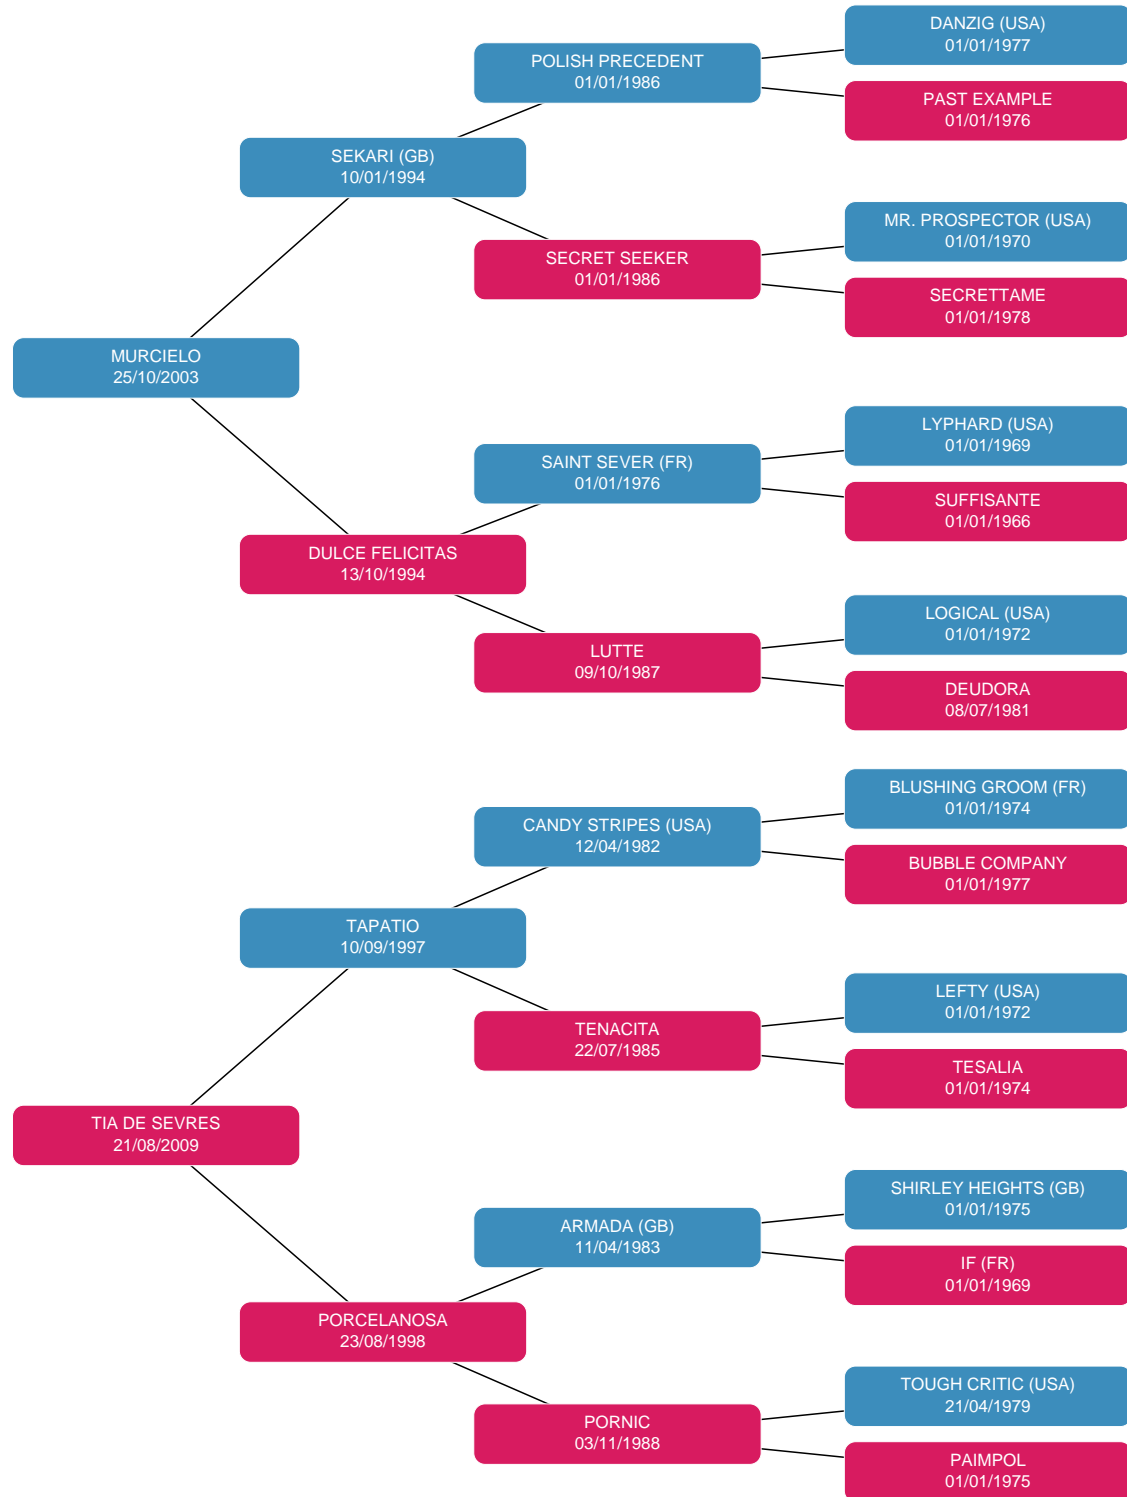 DANZIG (USA)
01/01/1977
POLISH PRECEDENT
01/01/1986
PAST EXAMPLE
01/01/1976
SEKARI (GB)
10/01/1994
MR. PROSPECTOR (USA)
01/01/1970
SECRET SEEKER
01/01/1986
SECRETTAME
01/01/1978
MURCIELO
25/10/2003
LYPHARD (USA)
01/01/1969
SAINT SEVER (FR)
01/01/1976
SUFFISANTE
01/01/1966
DULCE FELICITAS
13/10/1994
LOGICAL (USA)
01/01/1972
LUTTE
09/10/1987
DEUDORA
08/07/1981
BLUSHING GROOM (FR)
01/01/1974
CANDY STRIPES (USA)
12/04/1982
BUBBLE COMPANY
01/01/1977
TAPATIO
10/09/1997
LEFTY (USA)
01/01/1972
TENACITA
22/07/1985
TESALIA
01/01/1974
TIA DE SEVRES
21/08/2009
SHIRLEY HEIGHTS (GB)
01/01/1975
ARMADA (GB)
11/04/1983
IF (FR)
01/01/1969
PORCELANOSA
23/08/1998
TOUGH CRITIC (USA)
21/04/1979
PORNIC
03/11/1988
PAIMPOL
01/01/1975